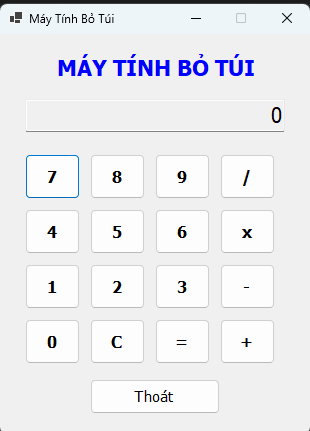 Máy Tính Bỏ Túi
MÁY TÍNH BỎ TÚI
0
7 8 9 /
4 5 6 x
1 2 3 -
0 C = +
Thoát